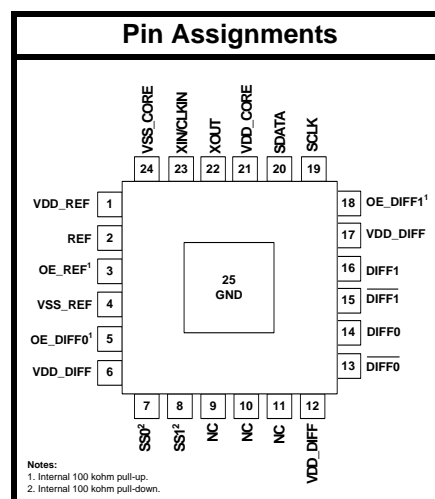 Pin Assignments
VSS_CORE
XIN/CLKIN
XOUT
VDD_CORE
SDATA
SCLK
24 23 22 21 20 19
VDD_REF 1
REF 2
OE_REF¹ 3
VSS_REF 4
OE_DIFF0¹ 5
VDD_DIFF 6
25
GND
18 OE_DIFF1¹
17 VDD_DIFF
16 DIFF1
15 D̅I̅F̅F̅1̅
14 DIFF0
13 D̅I̅F̅F̅0̅
7 8 9 10 11 12
SS0²
SS1²
NC
NC
NC
VDD_DIFF
Notes:
1. Internal 100 kohm pull-up.
2. Internal 100 kohm pull-down.